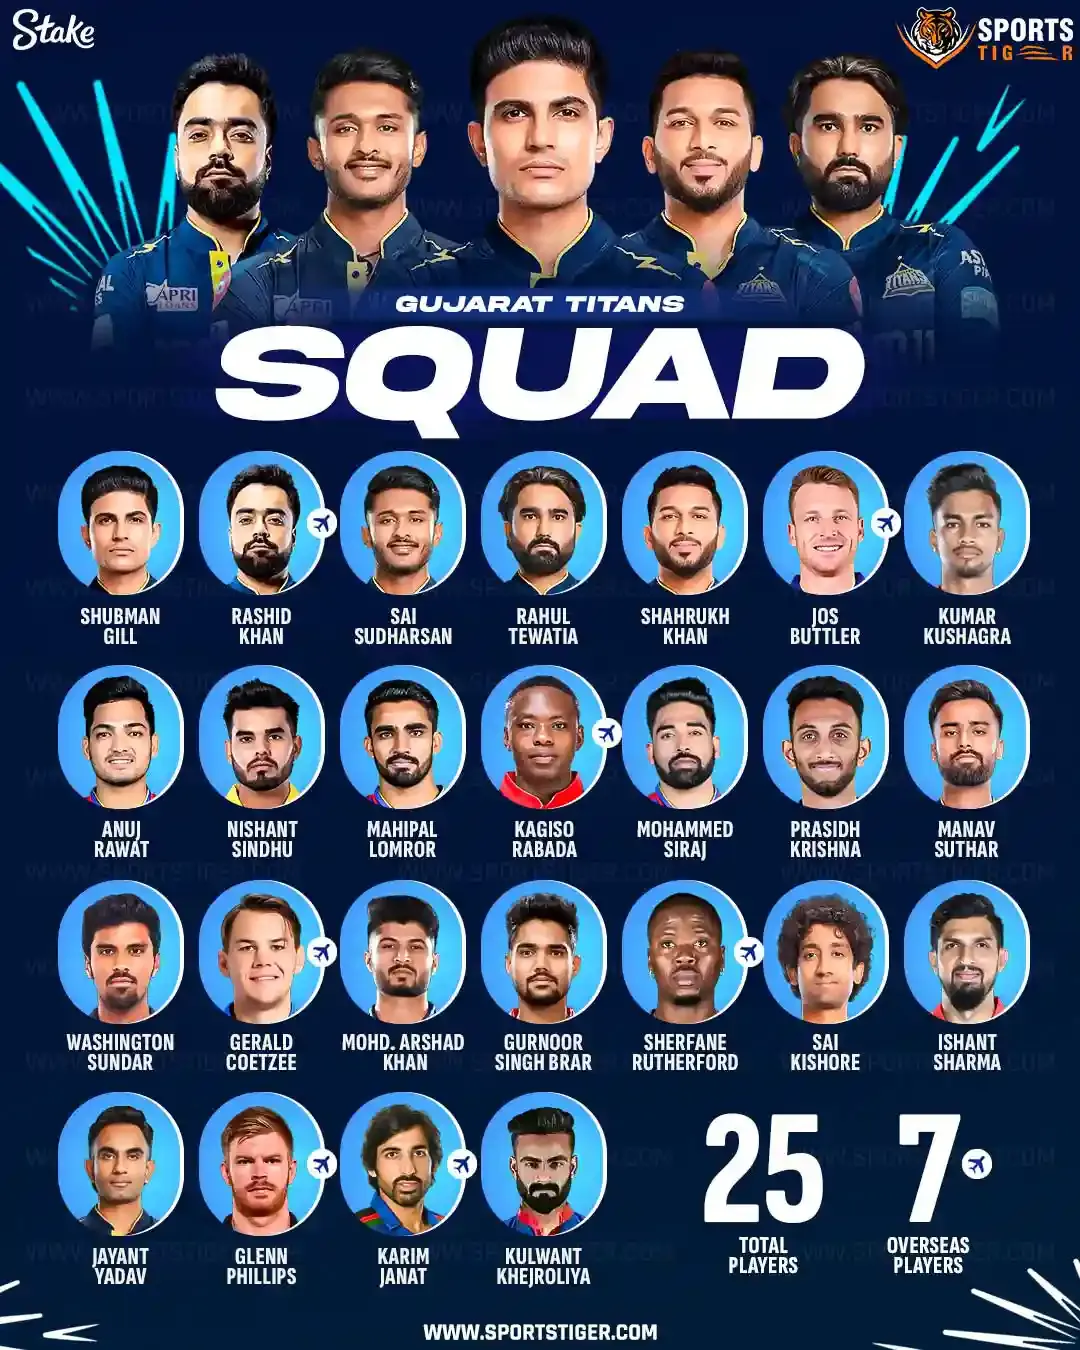 Stake
SPORTS
TIGER
GUJARAT TITANS
SQUAD
SHUBMAN
GILL
RASHID
KHAN
SAI
SUDHARSAN
RAHUL
TEWATIA
SHAHRUKH
KHAN
JOS
BUTTLER
KUMAR
KUSHAGRA
ANUJ
RAWAT
NISHANT
SINDHU
MAHIPAL
LOMROR
KAGISO
RABADA
MOHAMMED
SIRAJ
PRASIDH
KRISHNA
MANAV
SUTHAR
WASHINGTON
SUNDAR
GERALD
COETZEE
MOHD. ARSHAD
KHAN
GURNOOR
SINGH BRAR
SHERFANE
RUTHERFORD
SAI
KISHORE
ISHANT
SHARMA
JAYANT
YADAV
GLENN
PHILLIPS
KARIM
JANAT
KULWANT
KHEJROLIYA
25
TOTAL
PLAYERS
7
OVERSEAS
PLAYERS
WWW.SPORTSTIGER.COM